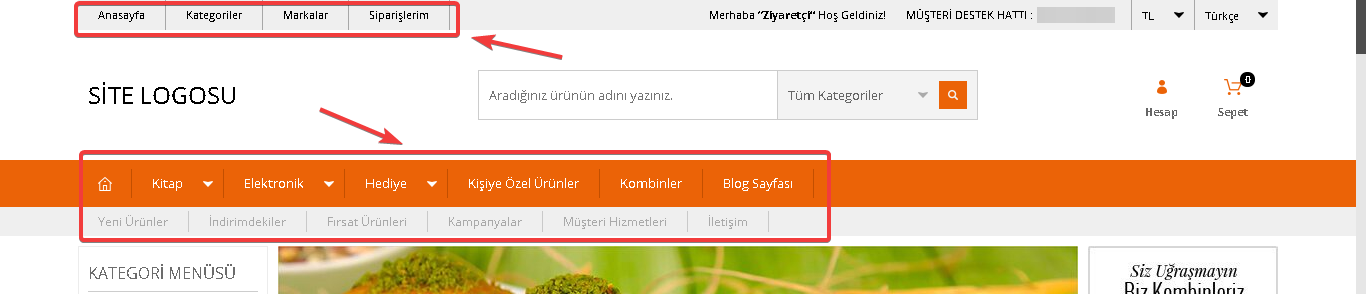 Anasayfa Kategoriler Markalar Siparişlerim Merhaba "Ziyaretçi" Hoş Geldiniz! MÜŞTERİ DESTEK HATTI : TL Türkçe
SİTE LOGOSU Aradığınız ürünün adını yazınız. Tüm Kategoriler 0
Hesap Sepet
Kitap Elektronik Hediye Kişiye Özel Ürünler Kombinler Blog Sayfası
Yeni Ürünler İndirimdekiler Fırsat Ürünleri Kampanyalar Müşteri Hizmetleri İletişim
KATEGORİ MENÜSÜ Siz Uğraşmayın
Biz Kombinleriz